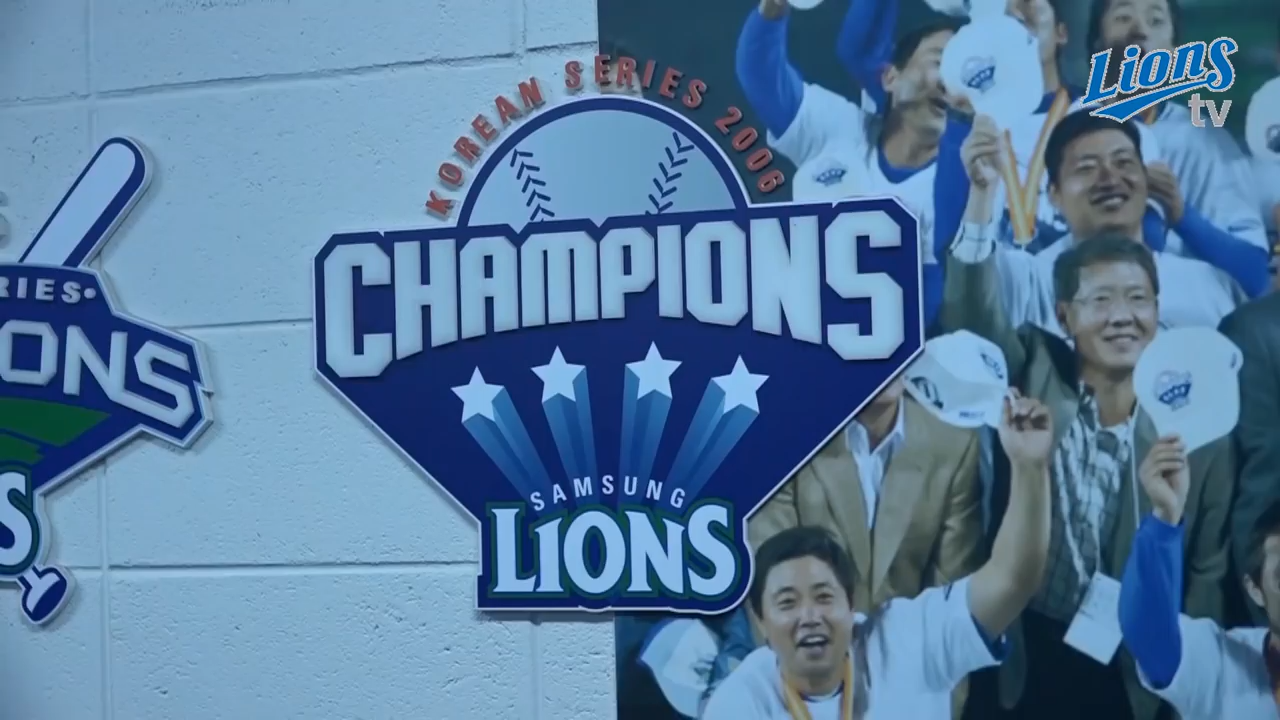 Lions
tv
KOREAN SERIES 2006
CHAMPIONS
SAMSUNG
LIONS
RIES
ONS
S